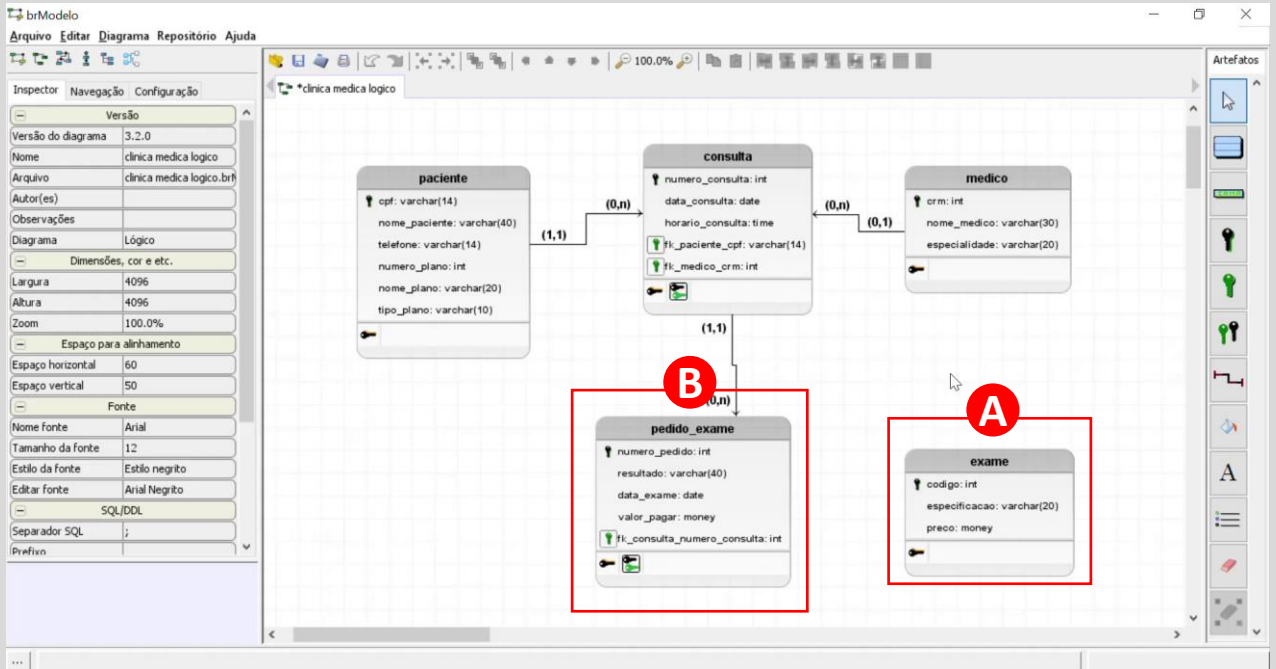 brModelo
Arquivo Editar Diagrama Repositório Ajuda
100.0%
Artefatos
Inspector Navegação Configuração
*clinica medica logico
Versão
Versão do diagrama 3.2.0
Nome clinica medica logico
Arquivo clinica medica logico.brM
Autor(es)
Observações
Diagrama Lógico
Dimensões, cor e etc.
Largura 4096
Altura 4096
Zoom 100.0%
Espaço para alinhamento
Espaço horizontal 60
Espaço vertical 50
Fonte
Nome fonte Arial
Tamanho da fonte 12
Estilo da fonte Estilo negrito
Editar fonte Arial Negrito
SQL/DDL
Separador SQL ;
Prefixo
...
paciente
cpf: varchar(14)
nome_paciente: varchar(40)
telefone: varchar(14)
numero_plano: int
nome_plano: varchar(20)
tipo_plano: varchar(10)
(1,1)
(0,n)
consulta
numero_consulta: int
data_consulta: date
horario_consulta: time
fk_paciente_cpf: varchar(14)
fk_medico_crm: int
(0,n)
(0,1)
medico
crm: int
nome_medico: varchar(30)
especialidade: varchar(20)
(1,1)
B
(0,n)
pedido_exame
numero_pedido: int
resultado: varchar(40)
data_exame: date
valor_pagar: money
fk_consulta_numero_consulta: int
A
exame
codigo: int
especificacao: varchar(20)
preco: money
A